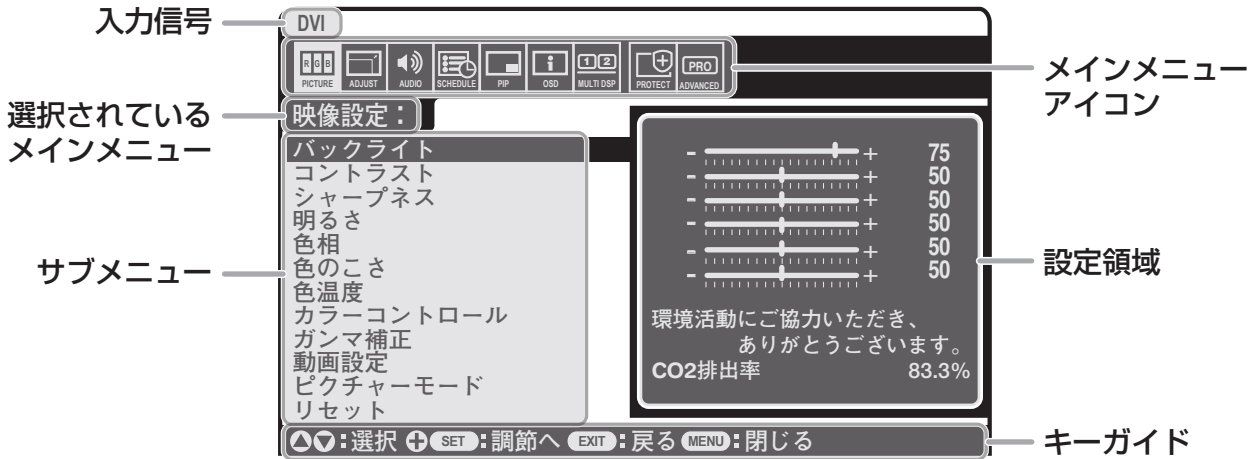 入力信号
DVI
R G B
PICTURE ADJUST AUDIO SCHEDULE PIP OSD 1 2 MULTI DSP PROTECT PRO ADVANCED
メインメニュー
アイコン
選択されている
メインメニュー
映像設定：
サブメニュー
バックライト
コントラスト
シャープネス
明るさ
色相
色のこさ
色温度
カラーコントロール
ガンマ補正
動画設定
ピクチャーモード
リセット
- + 75
- + 50
- + 50
- + 50
- + 50
- + 50
環境活動にご協力いただき、
ありがとうございます。
CO2排出率 83.3%
設定領域
：選択 SET：調節へ EXIT：戻る MENU：閉じる
キーガイド